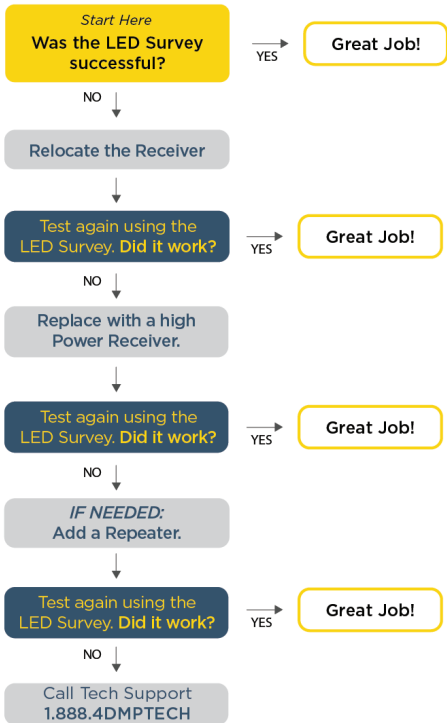 Start Here
Was the LED Survey
successful?
YES
Great Job!
NO
Relocate the Receiver
Test again using the
LED Survey. Did it work?
YES
Great Job!
NO
Replace with a high
Power Receiver.
Test again using the
LED Survey. Did it work?
YES
Great Job!
NO
IF NEEDED:
Add a Repeater.
Test again using the
LED Survey. Did it work?
YES
Great Job!
NO
Call Tech Support
1.888.4DMPTECH